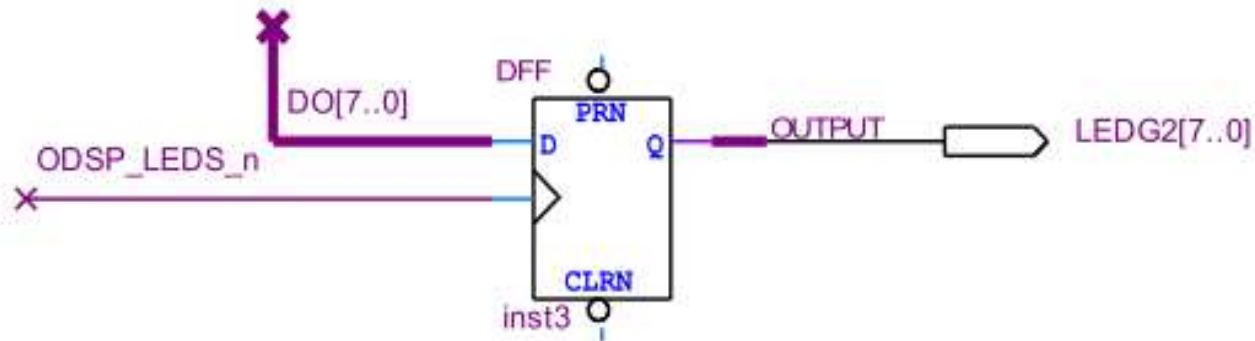 DFF
DO[7..0]
PRN
D
Q
OUTPUT
LEDG2[7..0]
ODSP_LEDS_n
CLRN
inst3